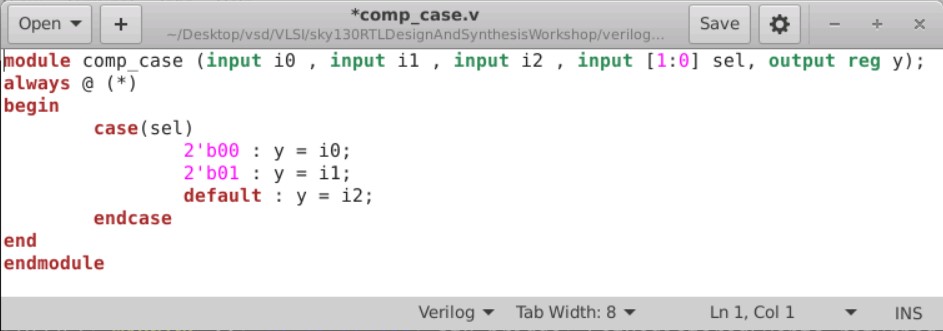 Open
+
*comp_case.v
~/Desktop/vsd/VLSI/sky130RTLDesignAndSynthesisWorkshop/verilog...
Save
module comp_case (input i0 , input i1 , input i2 , input [1:0] sel, output reg y);
always @ (*)
begin
case(sel)
2'b00 : y = i0;
2'b01 : y = i1;
default : y = i2;
endcase
end
endmodule
Verilog Tab Width: 8 Ln 1, Col 1 INS